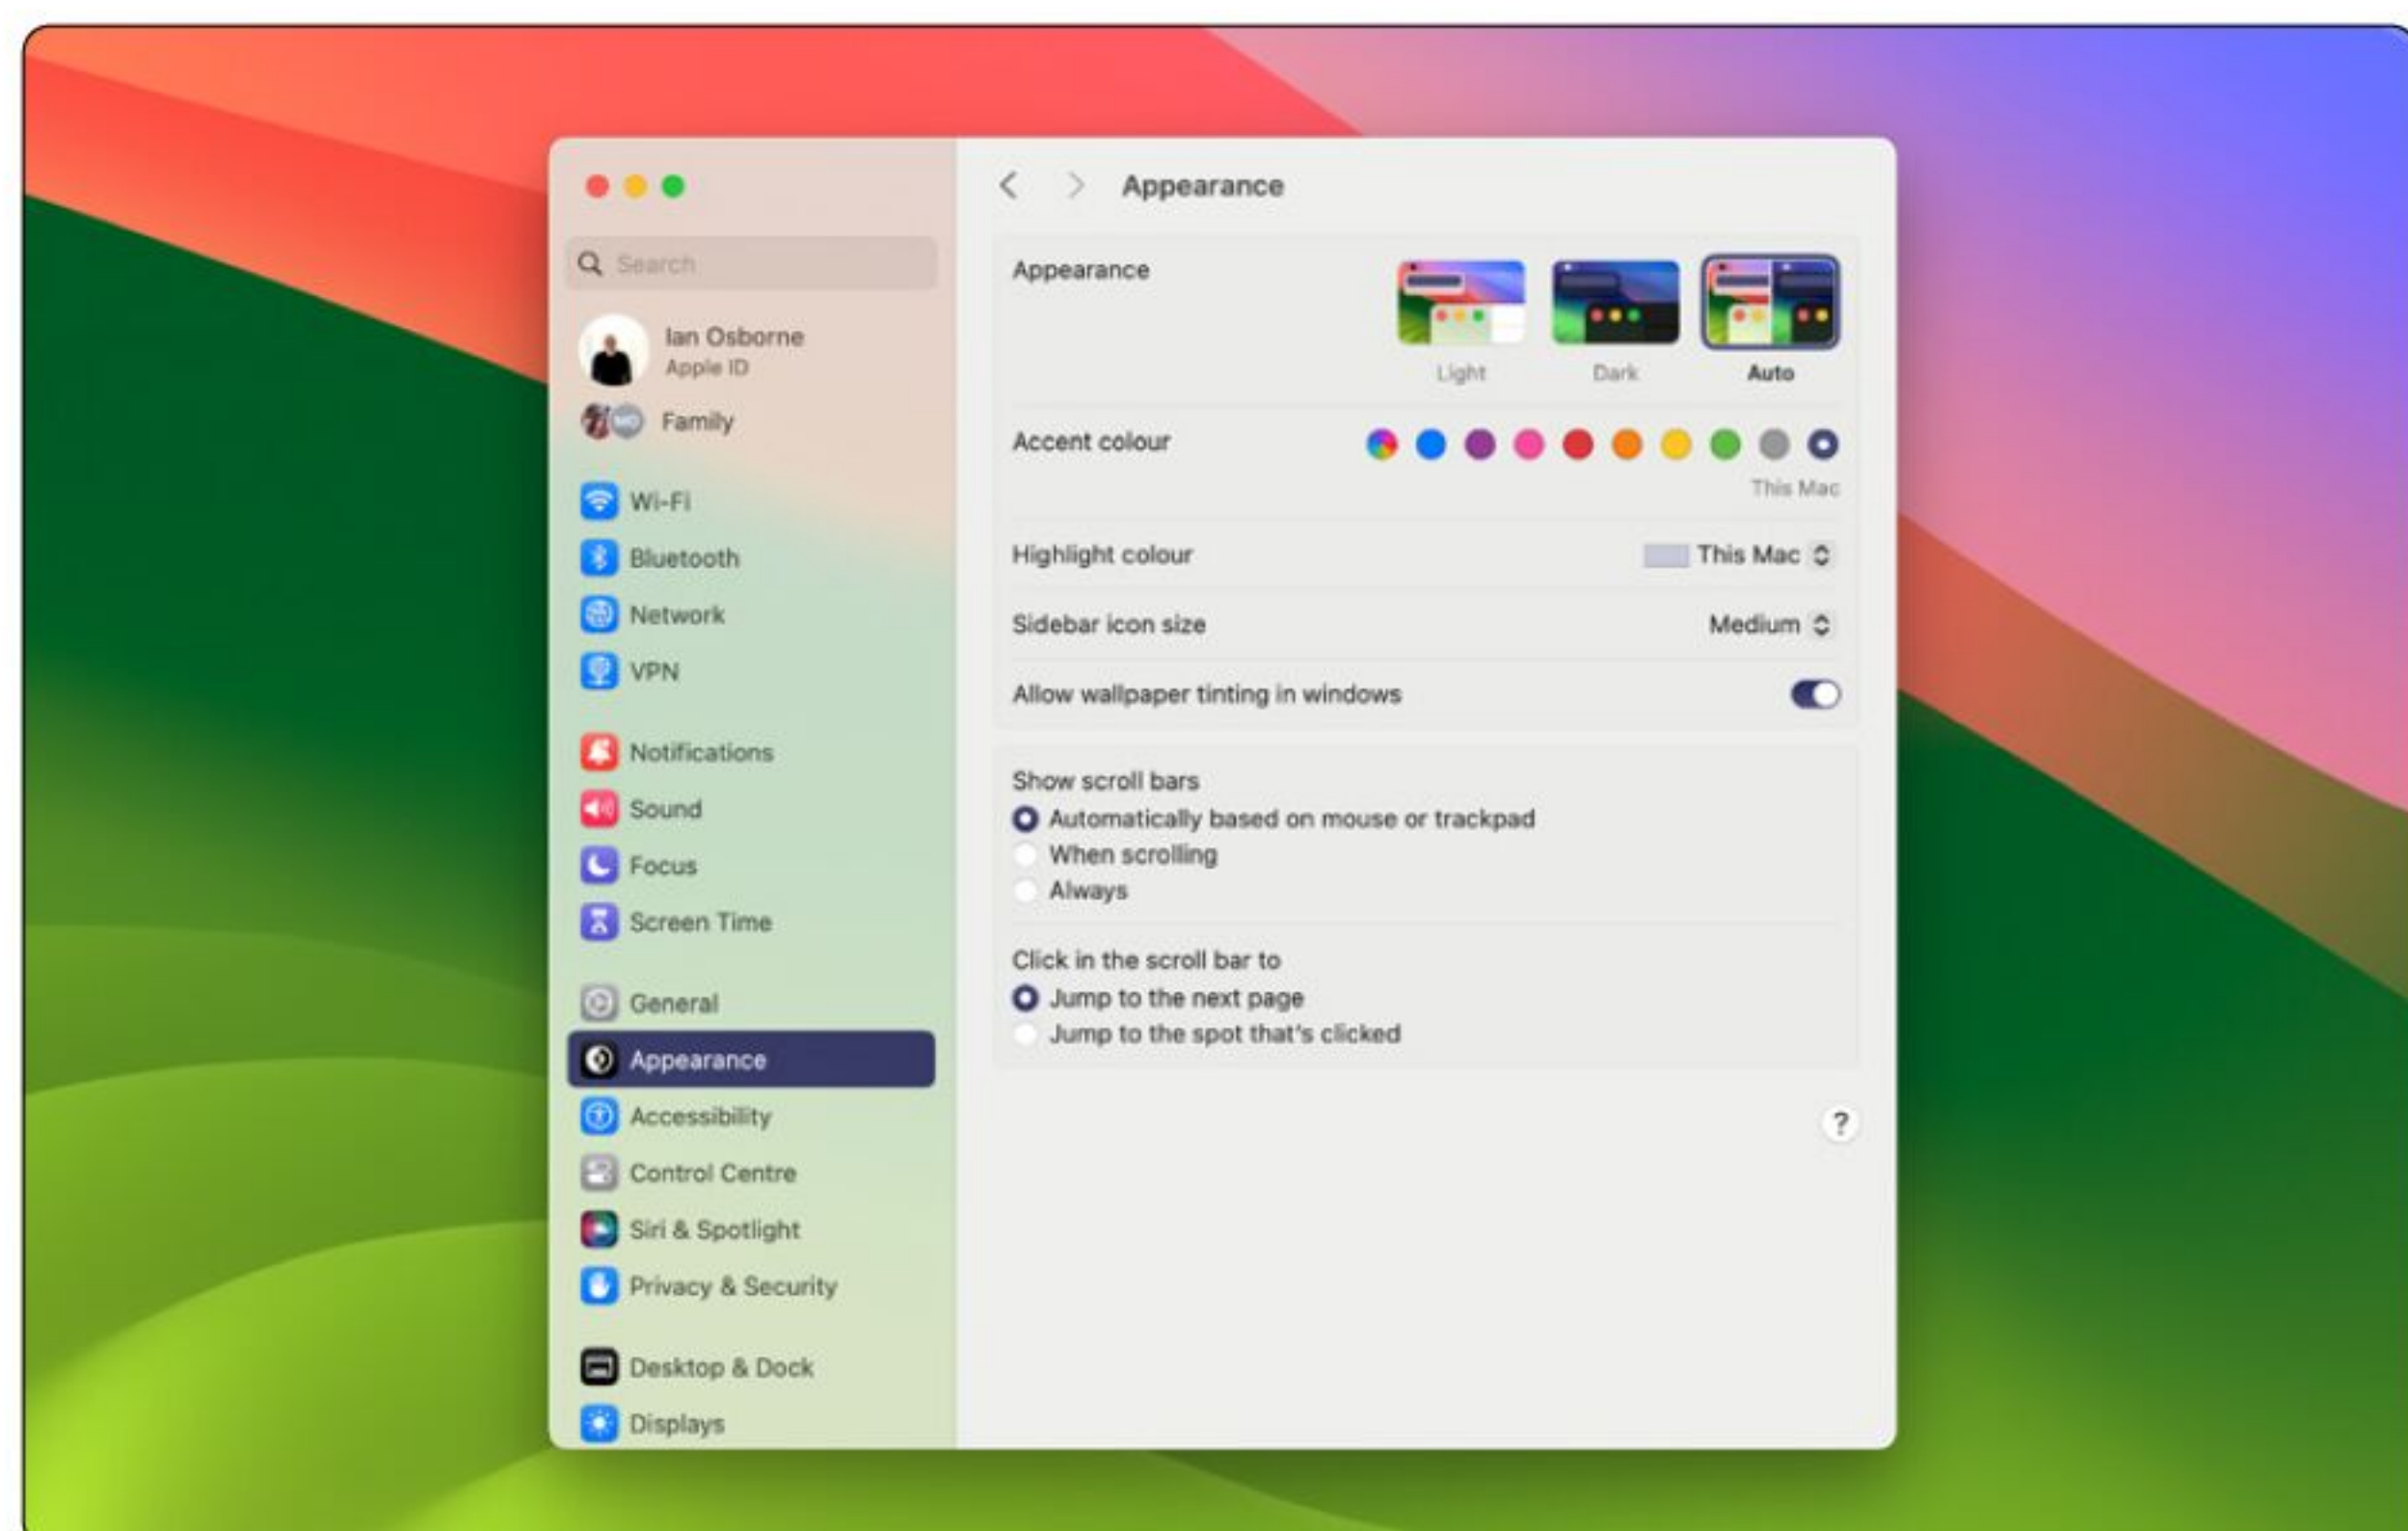 Search
Ian Osborne
Apple ID
Family
Wi-Fi
Bluetooth
Network
VPN
Notifications
Sound
Focus
Screen Time
General
Appearance
Accessibility
Control Centre
Siri & Spotlight
Privacy & Security
Desktop & Dock
Displays
Appearance
Appearance
Light Dark Auto
Accent colour
This Mac
Highlight colour This Mac
Sidebar icon size Medium
Allow wallpaper tinting in windows
Show scroll bars
Automatically based on mouse or trackpad
When scrolling
Always
Click in the scroll bar to
Jump to the next page
Jump to the spot that's clicked
?